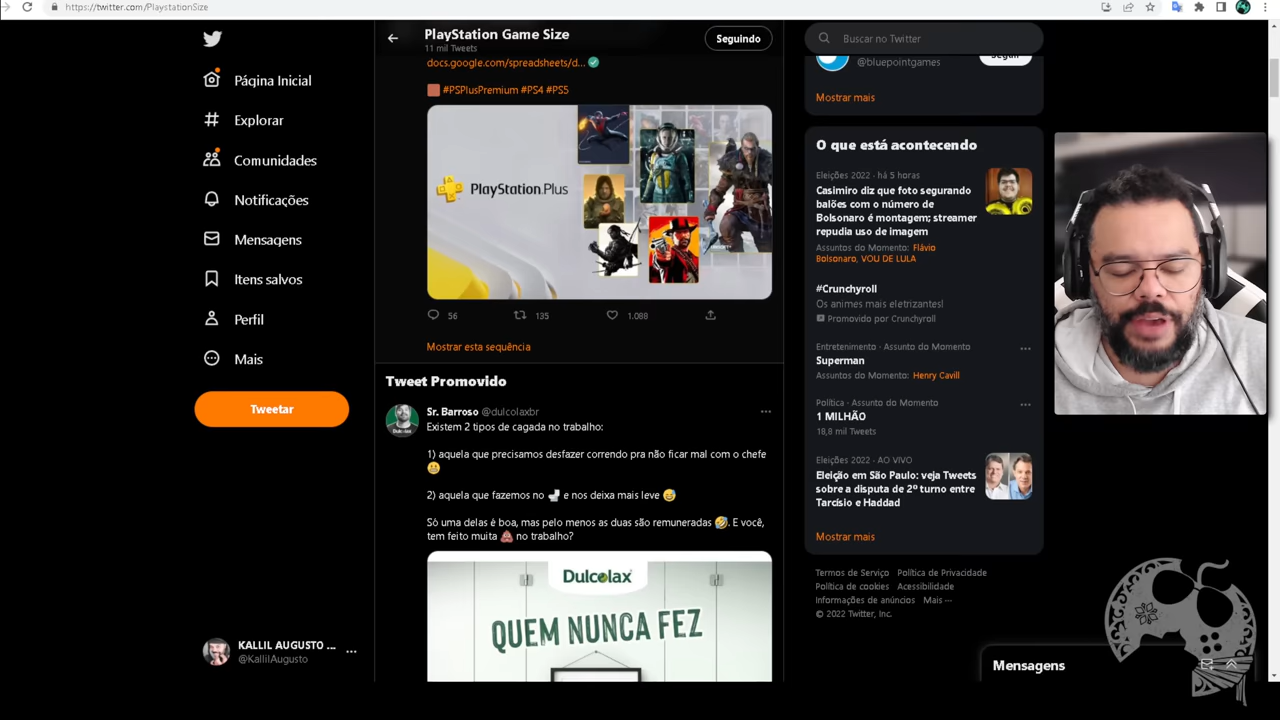 https://twitter.com/PlaystationSize
Página Inicial
Explorar
Comunidades
Notificações
Mensagens
Itens salvos
Perfil
Mais
Tweetar
KALLIL AUGUSTO ...
@KallilAugusto
PlayStation Game Size
11 mil Tweets
Seguindo
docs.google.com/spreadsheets/d...
#PSPlusPremium #PS4 #PS5
PlayStation.Plus
56
135
1.088
Mostrar esta sequência
Tweet Promovido
Sr. Barroso @dulcolaxbr
Existem 2 tipos de cagada no trabalho:
1) aquela que precisamos desfazer correndo pra não ficar mal com o chefe
😬
2) aquela que fazemos no 🚽 e nos deixa mais leve 😅
Só uma delas é boa, mas pelo menos as duas são remuneradas 🤣. E você,
tem feito muita 💩 no trabalho?
Dulcolax
Dulcolax
QUEM NUNCA FEZ
Buscar no Twitter
@bluepointgames
Seguir
Mostrar mais
O que está acontecendo
Eleições 2022 · há 5 horas
Casimiro diz que foto segurando
balões com o número de
Bolsonaro é montagem; streamer
repudia uso de imagem
Assuntos do Momento: Flávio
Bolsonaro, VOU DE LULA
#Crunchyroll
Os animes mais eletrizantes!
Promovido por Crunchyroll
Entretenimento · Assunto do Momento
Superman
Assuntos do Momento: Henry Cavill
Política · Assunto do Momento
1 MILHÃO
18,8 mil Tweets
Eleições 2022 · AO VIVO
Eleição em São Paulo: veja Tweets
sobre a disputa de 2º turno entre
Tarcísio e Haddad
Mostrar mais
Termos de Serviço Política de Privacidade
Política de cookies Acessibilidade
Informações de anúncios Mais ···
© 2022 Twitter, Inc.
Mensagens